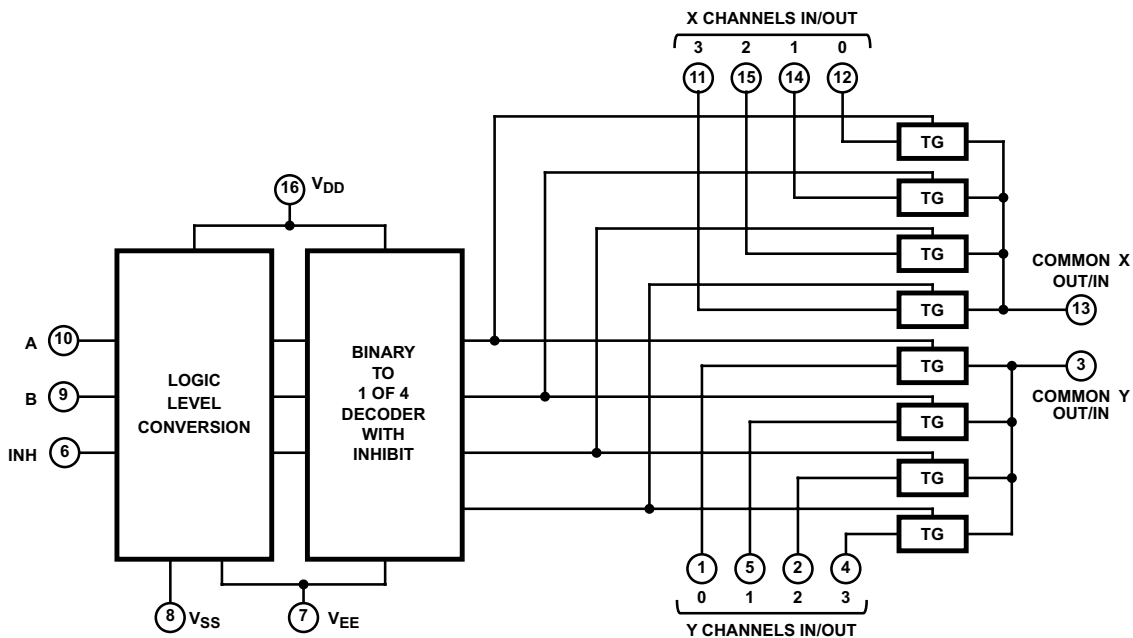 X CHANNELS IN/OUT
3 2 1 0
11 15 14 12
TG
TG
TG
TG
COMMON X
OUT/IN
13
16 VDD
A 10
B 9
INH 6
LOGIC
LEVEL
CONVERSION
BINARY
TO
1 OF 4
DECODER
WITH
INHIBIT
TG
TG
TG
TG
3
COMMON Y
OUT/IN
8 VSS
7 VEE
1 5 2 4
0 1 2 3
Y CHANNELS IN/OUT